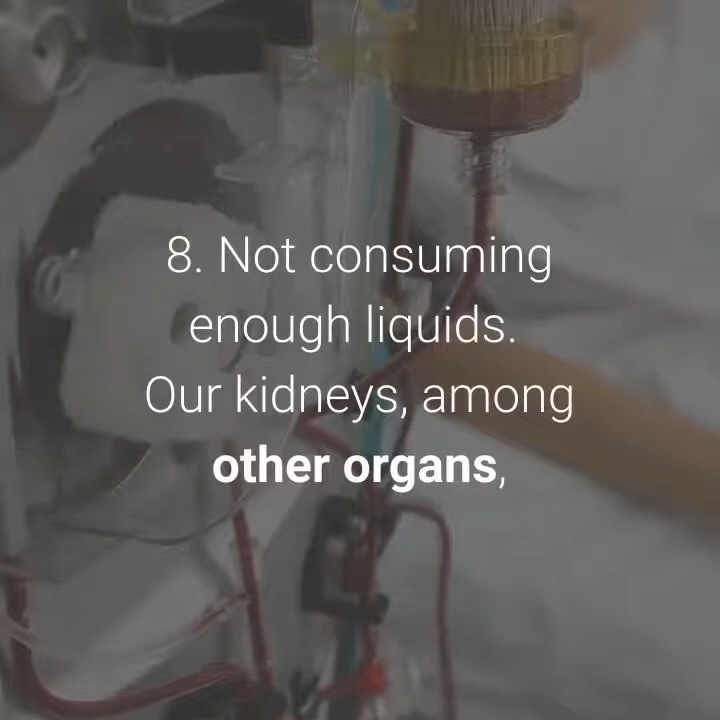 8. Not consuming
enough liquids.
Our kidneys, among
other organs,